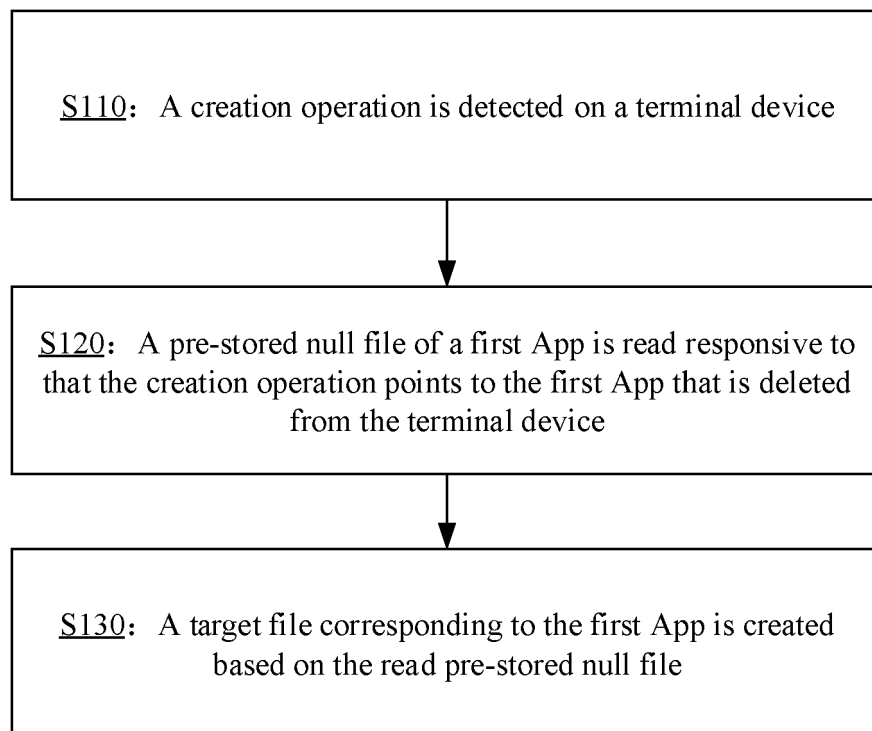 S110： A creation operation is detected on a terminal device
S120： A pre-stored null file of a first App is read responsive to
that the creation operation points to the first App that is deleted
from the terminal device
S130： A target file corresponding to the first App is created
based on the read pre-stored null file